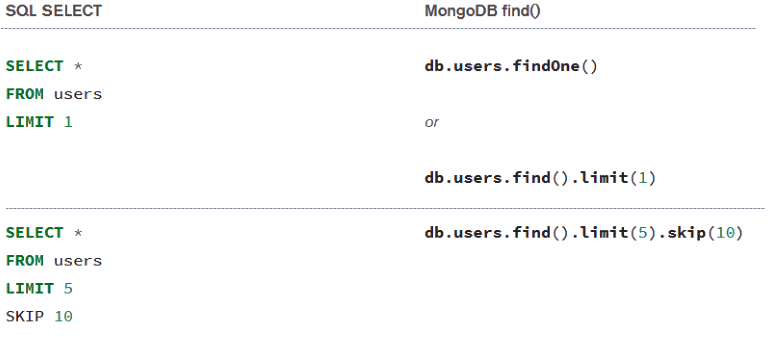 SQL SELECT MongoDB find()
SELECT * db.users.findOne()
FROM users
LIMIT 1 or
db.users.find().limit(1)
SELECT * db.users.find().limit(5).skip(10)
FROM users
LIMIT 5
SKIP 10